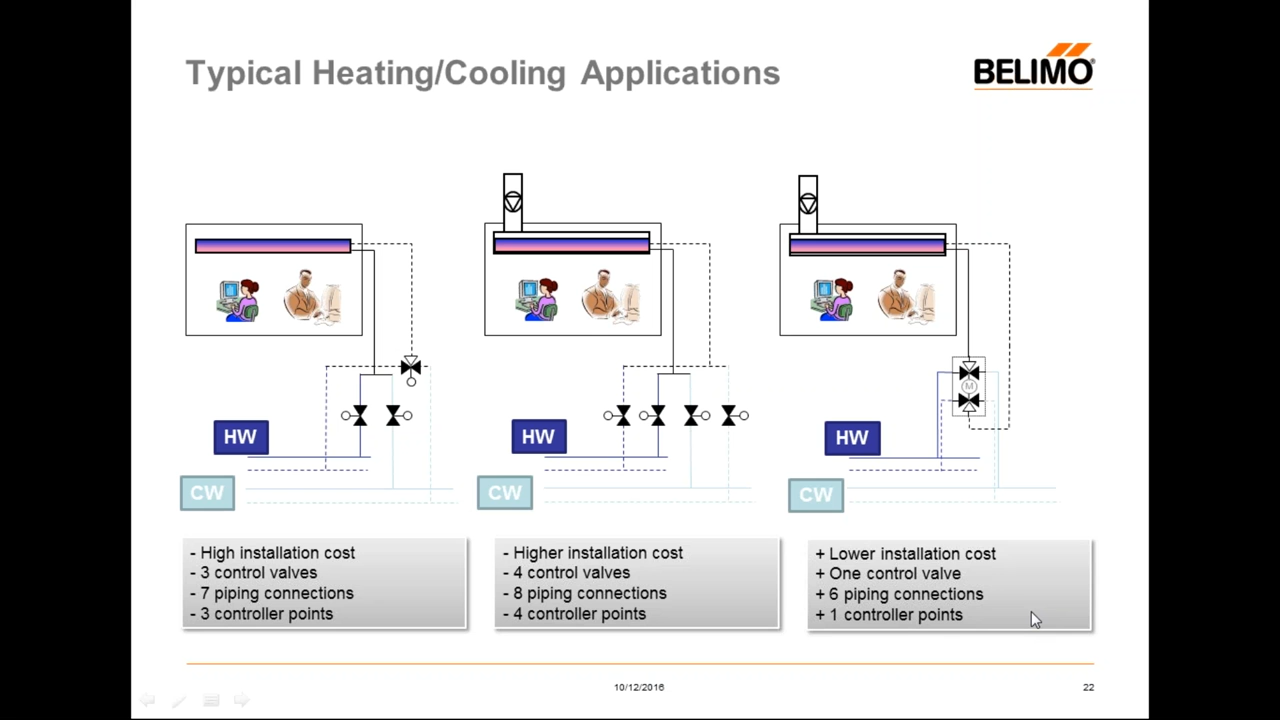 Typical Heating/Cooling Applications
BELIMO®
HW
CW
HW
CW
M
HW
CW
- High installation cost
- 3 control valves
- 7 piping connections
- 3 controller points
- Higher installation cost
- 4 control valves
- 8 piping connections
- 4 controller points
+ Lower installation cost
+ One control valve
+ 6 piping connections
+ 1 controller points
10/12/2016
22